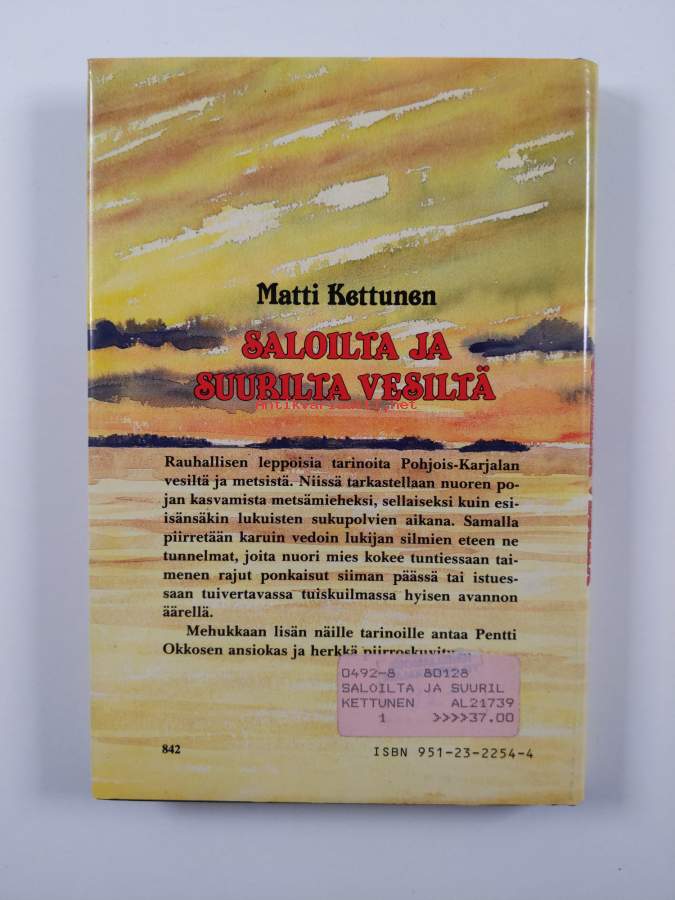 Matti Kettunen
SALOILTA JA
SUURILTA VESILTÄ
Antikvariaatti.net
Rauhallisen leppoisia tarinoita Pohjois-Karjalan
vesiltä ja metsistä. Niissä tarkastellaan nuoren po-
jan kasvamista metsämieheksi, sellaiseksi kuin esi-
isänsäkin lukuisten sukupolvien aikana. Samalla
piirretään karuin vedoin lukijan silmien eteen ne
tunnelmat, joita nuori mies kokee tuntiessaan tai-
menen rajut ponkaisut siiman päässä tai istues-
saan tuivertavassa tuiskuilmassa hyisen avannon
äärellä.
Mehukkaan lisän näille tarinoille antaa Pentti
Okkosen ansiokas ja herkkä piirroskuvitus.
0492-8 80128
SALOILTA JA SUURIL
KETTUNEN AL21739
1 >>>>37.00
842
ISBN 951-23-2254-4